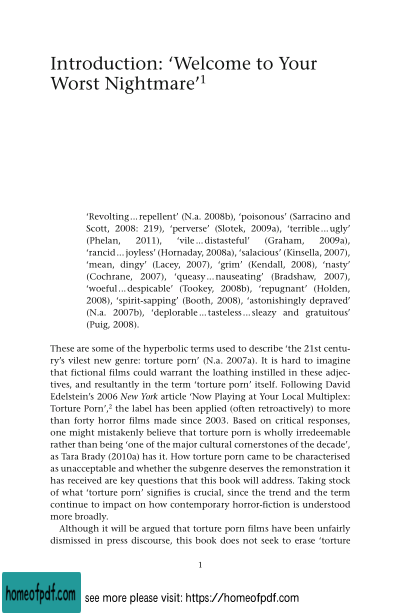 Introduction: ‘Welcome to Your
Worst Nightmare’1
‘Revolting...repellent’ (N.a. 2008b), ‘poisonous’ (Sarracino and
Scott, 2008: 219), ‘perverse’ (Slotek, 2009a), ‘terrible...ugly’
(Phelan, 2011), ‘vile...distasteful’ (Graham, 2009a),
‘rancid...joyless’ (Hornaday, 2008a), ‘salacious’ (Kinsella, 2007),
‘mean, dingy’ (Lacey, 2007), ‘grim’ (Kendall, 2008), ‘nasty’
(Cochrane, 2007), ‘queasy...nauseating’ (Bradshaw, 2007),
‘woeful...despicable’ (Tookey, 2008b), ‘repugnant’ (Holden,
2008), ‘spirit-sapping’ (Booth, 2008), ‘astonishingly depraved’
(N.a. 2007b), ‘deplorable...tasteless...sleazy and gratuitous’
(Puig, 2008).
These are some of the hyperbolic terms used to describe ‘the 21st centu-
ry’s vilest new genre: torture porn’ (N.a. 2007a). It is hard to imagine
that fictional films could warrant the loathing instilled in these adjec-
tives, and resultantly in the term ‘torture porn’ itself. Following David
Edelstein’s 2006 New York article ‘Now Playing at Your Local Multiplex:
Torture Porn’,2 the label has been applied (often retroactively) to more
than forty horror films made since 2003. Based on critical responses,
one might mistakenly believe that torture porn is wholly irredeemable
rather than being ‘one of the major cultural cornerstones of the decade’,
as Tara Brady (2010a) has it. How torture porn came to be characterised
as unacceptable and whether the subgenre deserves the remonstration it
has received are key questions that this book will address. Taking stock
of what ‘torture porn’ signifies is crucial, since the trend and the term
continue to impact on how contemporary horror-fiction is understood
more broadly.
Although it will be argued that torture porn films have been unfairly
dismissed in press discourse, this book does not seek to erase ‘torture
1
homeofpdf.com
see more please visit: https://homeofpdf.com